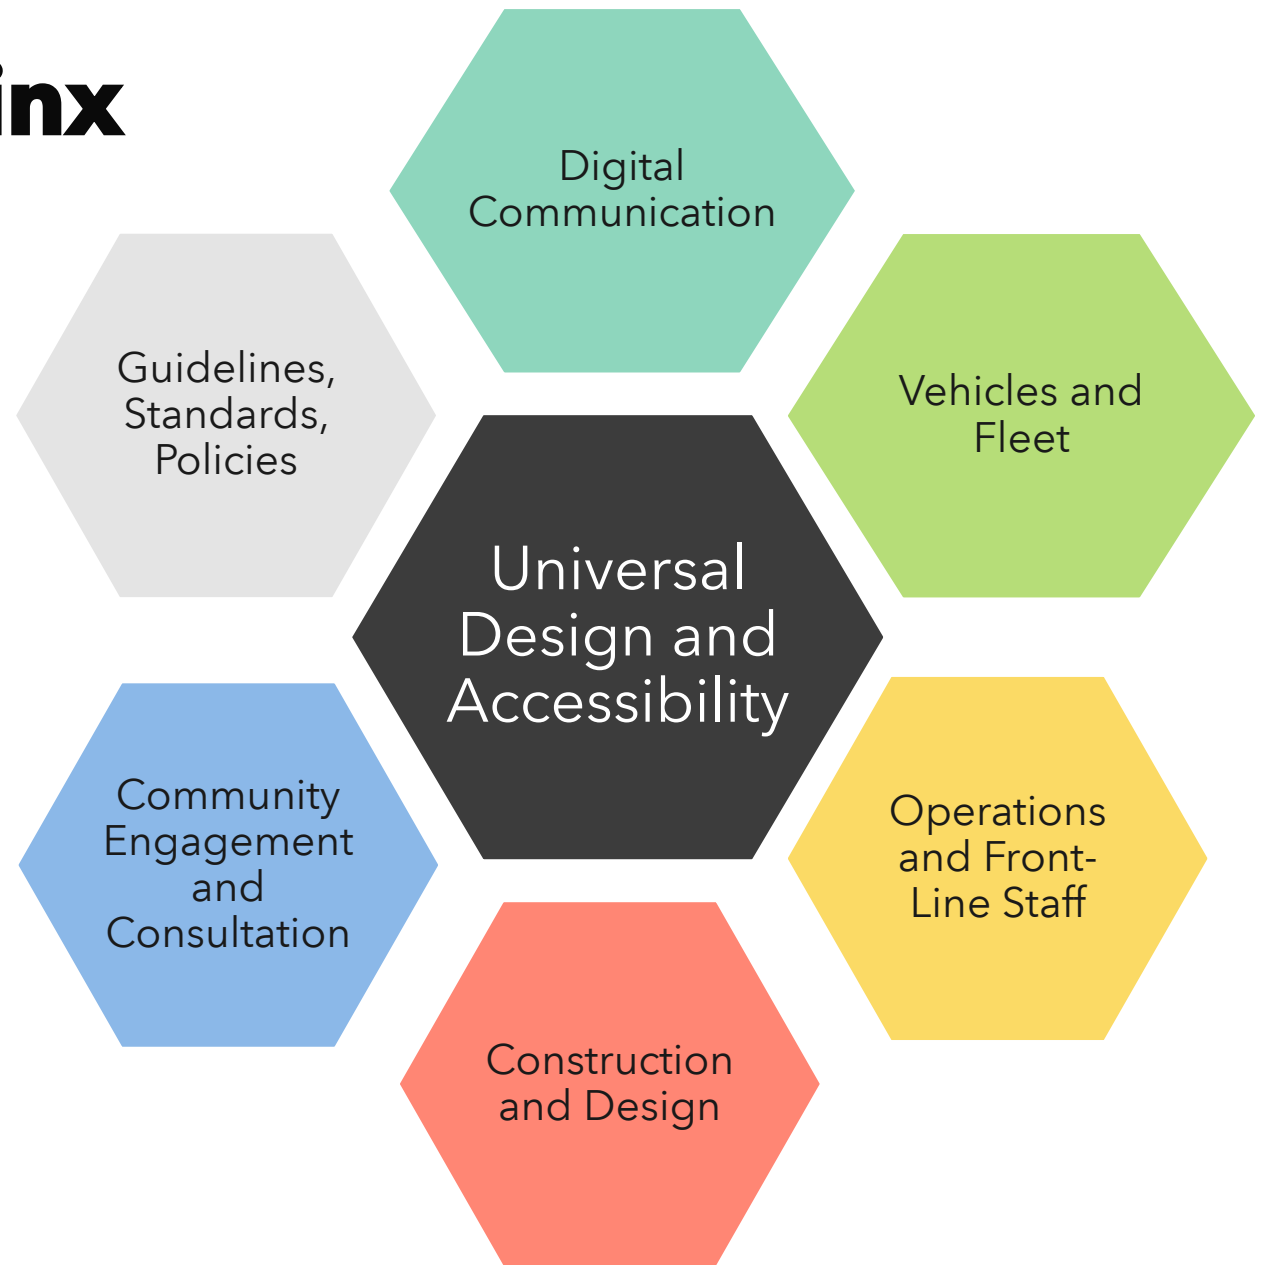 inx
Digital
Communication
Guidelines,
Standards,
Policies
Vehicles and
Fleet
Universal
Design and
Accessibility
Community
Engagement
and
Consultation
Operations
and Front-
Line Staff
Construction
and Design